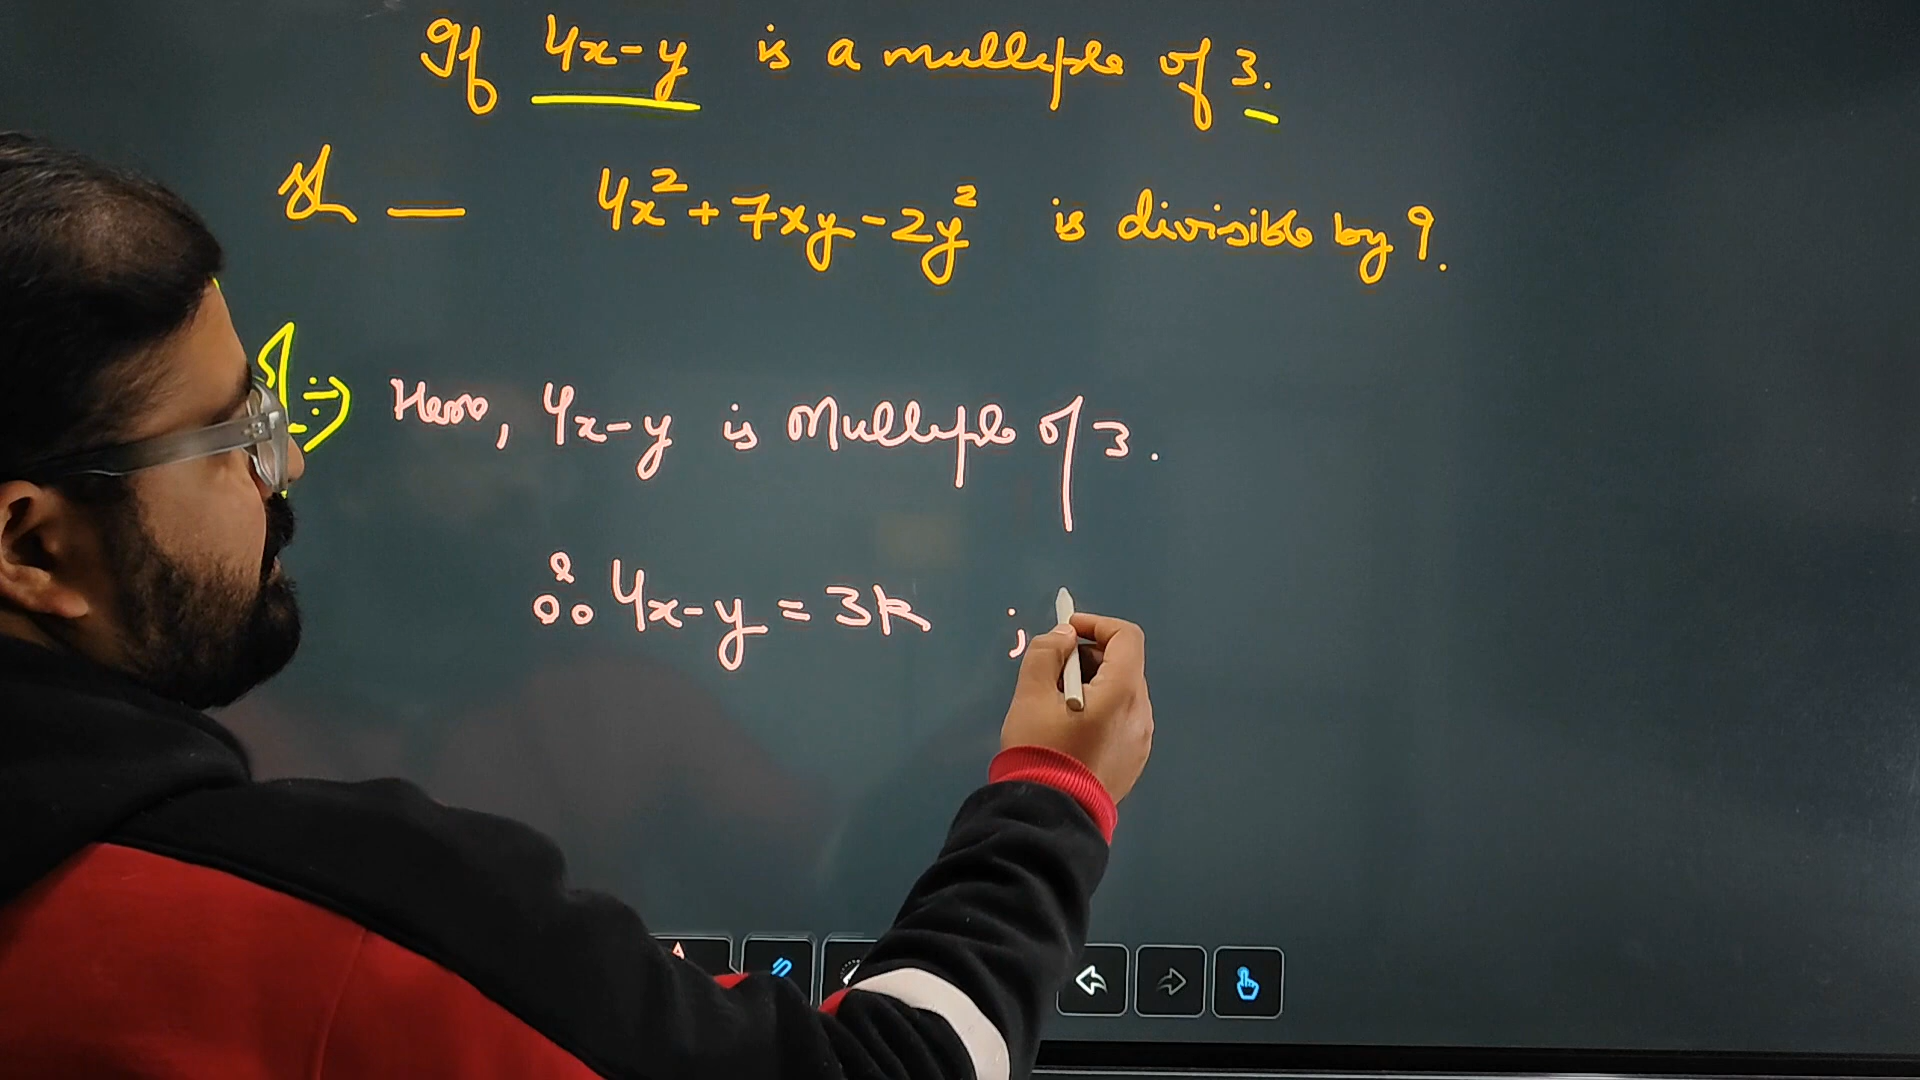 If 4x-y is a multiple of 3.
4x²+7xy-2y² is divisible by 9.
Here, 4x-y is Multiple of 3.
∴ 4x-y = 3k ;